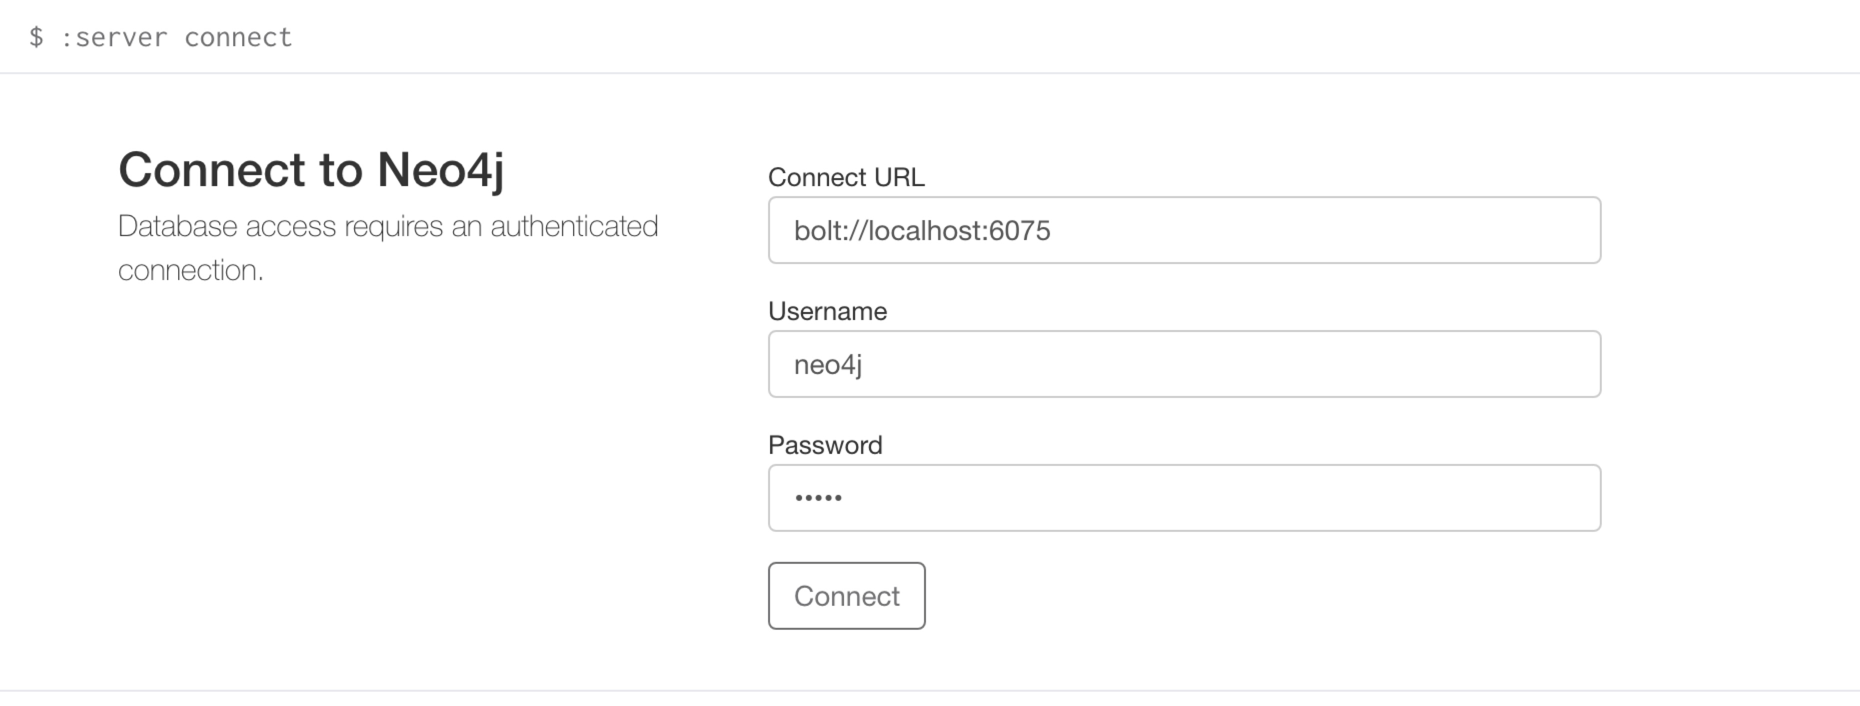 $ :server connect
Connect to Neo4j
Database access requires an authenticated
connection.
Connect URL
bolt://localhost:6075
Username
neo4j
Password
•••••
Connect